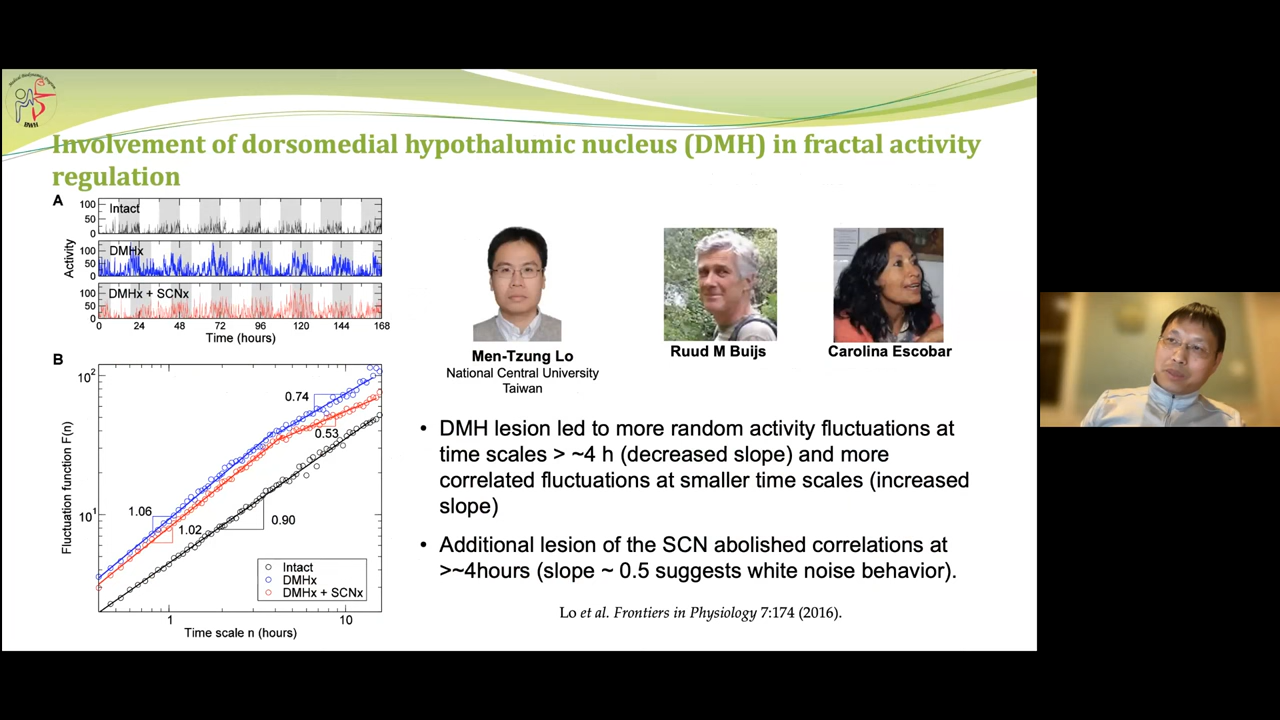 Medical Biodynamics Program
BWH
Involvement of dorsomedial hypothalamic nucleus (DMH) in fractal activity
regulation
A
100
50
0
Intact
100
50
0
DMHx
100
50
0
DMHx + SCNx
Activity
0 24 48 72 96 120 144 168
Time (hours)
B
10²
10¹
Fluctuation function F(n)
0.74
0.53
1.06
1.02
0.90
Intact
DMHx
DMHx + SCNx
1 10
Time scale n (hours)
Men-Tzung Lo
National Central University
Taiwan
Ruud M Buijs
Carolina Escobar
• DMH lesion led to more random activity fluctuations at
time scales > ~4 h (decreased slope) and more
correlated fluctuations at smaller time scales (increased
slope)
• Additional lesion of the SCN abolished correlations at
>~4hours (slope ~ 0.5 suggests white noise behavior).
Lo et al. Frontiers in Physiology 7:174 (2016).